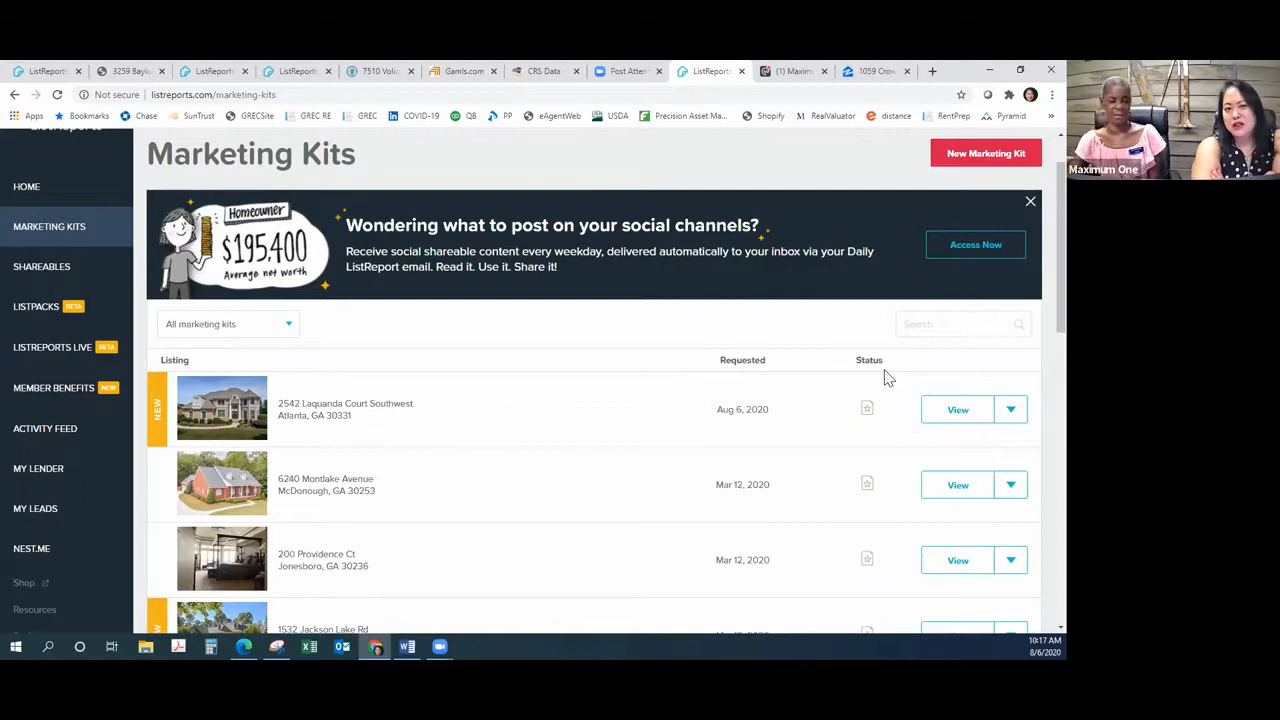 ListReports
3259 Baylo
ListReports
ListReports
7510 Volic
Gamls.com
CRS Data -
Post Atten
ListReports
(1) Maxim
1059 Crow
Not secure
listreports.com/marketing-kits
Apps
Bookmarks
Chase
SunTrust
GRECSite
GREC RE
GREC
COVID-19
QB
PP
eAgentWeb
USDA
Precision Asset Ma...
Shopify
RealValuator
distance
RentPrep
Pyramid
Maximum One
HOME
MARKETING KITS
SHAREABLES
LISTPACKS BETA
LISTREPORTS LIVE BETA
MEMBER BENEFITS NEW
ACTIVITY FEED
MY LENDER
MY LEADS
NEST.ME
Shop
Resources
Marketing Kits
New Marketing Kit
Homeowner
$195,400
Average net worth
Wondering what to post on your social channels?
Receive social shareable content every weekday, delivered automatically to your inbox via your Daily
ListReport email. Read it. Use it. Share it!
Access Now
All marketing kits
Search
Listing
Requested
Status
NEW
2542 Laquanda Court Southwest
Atlanta, GA 30331
Aug 6, 2020
View
6240 Montlake Avenue
McDonough, GA 30253
Mar 12, 2020
View
200 Providence Ct
Jonesboro, GA 30236
Mar 12, 2020
View
1532 Jackson Lake Rd
10:17 AM
8/6/2020